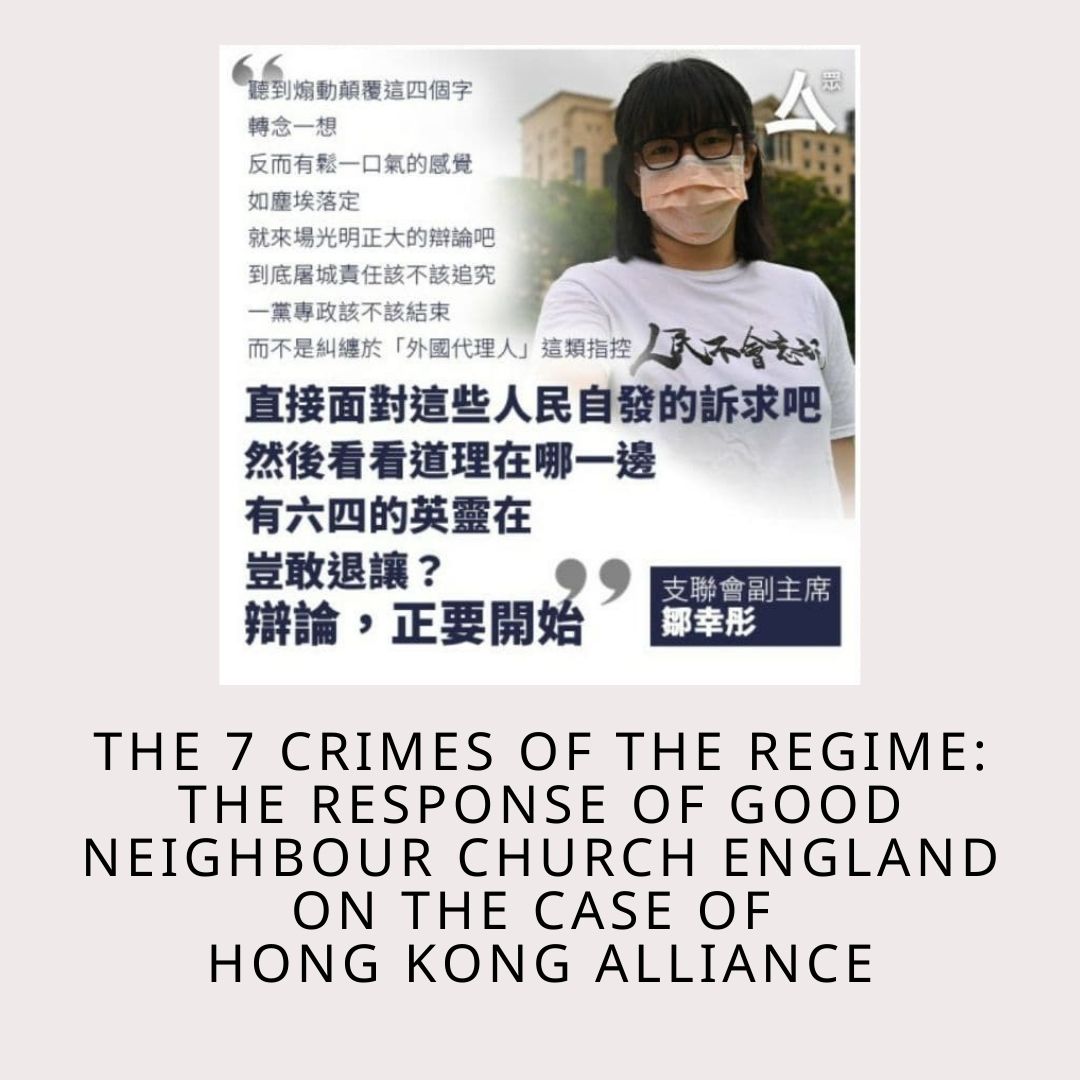 聽到煽動顛覆這四個字
轉念一想
反而有鬆一口氣的感覺
如塵埃落定
就來場光明正大的辯論吧
到底屠城責任該不該追究
一黨專政該不該結束
而不是糾纏於「外國代理人」這類指控
直接面對這些人民自發的訴求吧
然後看看道理在哪一邊
有六四的英靈在
豈敢退讓？
辯論，正要開始
支聯會副主席
鄒幸彤
眾
人民不會忘記
THE 7 CRIMES OF THE REGIME:
THE RESPONSE OF GOOD
NEIGHBOUR CHURCH ENGLAND
ON THE CASE OF
HONG KONG ALLIANCE